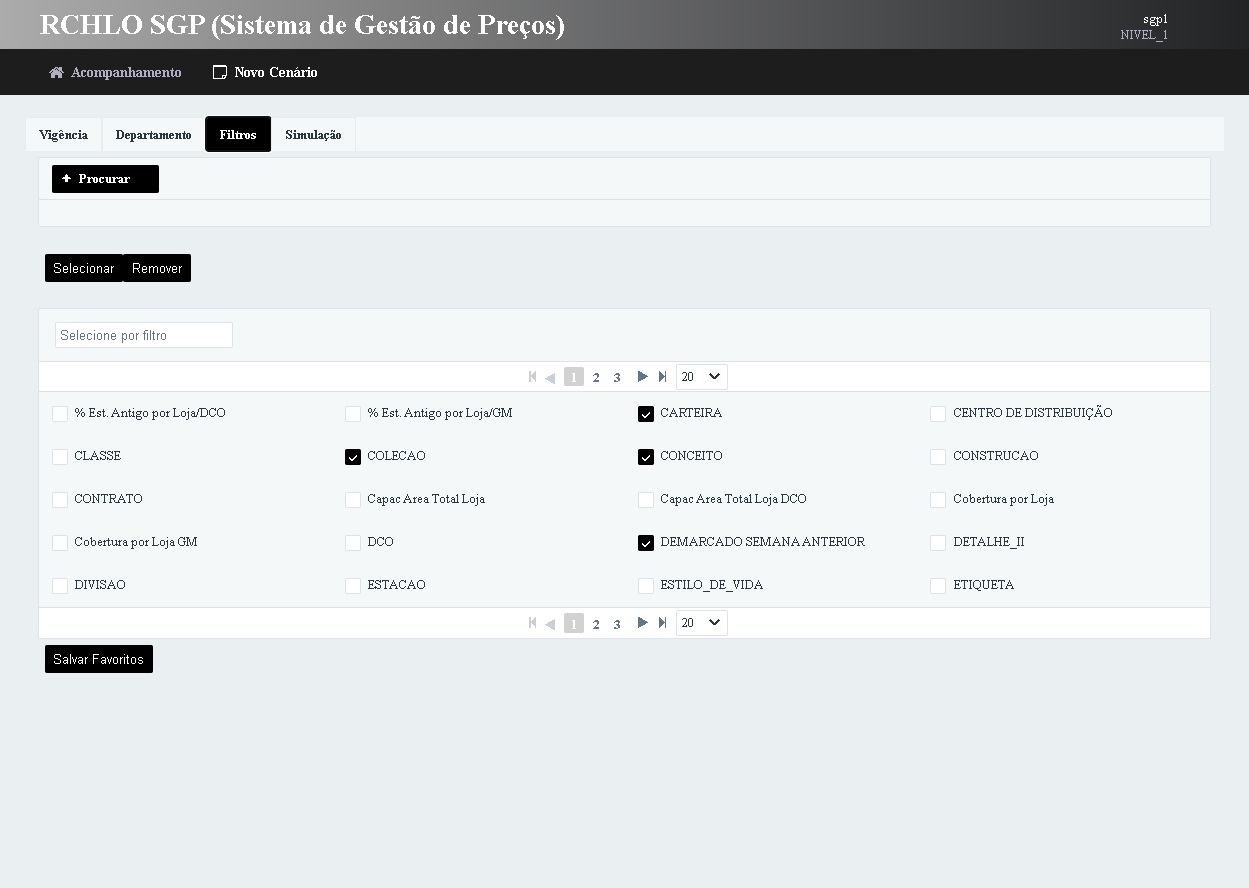 RCHLO SGP (Sistema de Gestão de Preços)
sgp1
NIVEL_1
Acompanhamento Novo Cenário
Vigência Departamento Filtros Simulação
Procurar
Selecionar Remover
Selecione por filtro
1 2 3 20
% Est. Antigo por Loja/DCO % Est. Antigo por Loja/GM CARTEIRA CENTRO DE DISTRIBUIÇÃO
CLASSE COLECAO CONCEITO CONSTRUCAO
CONTRATO Capac Area Total Loja Capac Area Total Loja DCO Cobertura por Loja
Cobertura por Loja GM DCO DEMARCADO SEMANA ANTERIOR DETALHE_II
DIVISAO ESTACAO ESTILO_DE_VIDA ETIQUETA
1 2 3 20
Salvar Favoritos